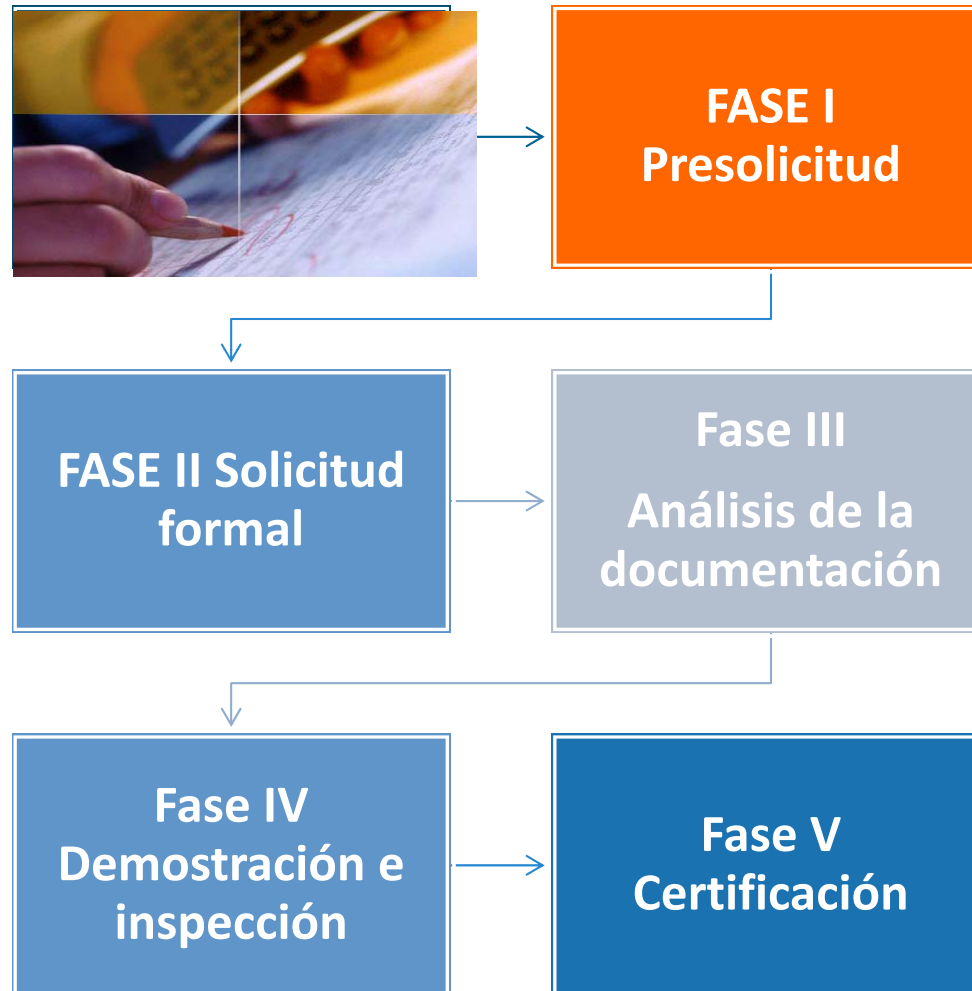 FASE I
Presolicitud
FASE II Solicitud
formal
Fase III
Análisis de la
documentación
Fase IV
Demostración e
inspección
Fase V
Certificación